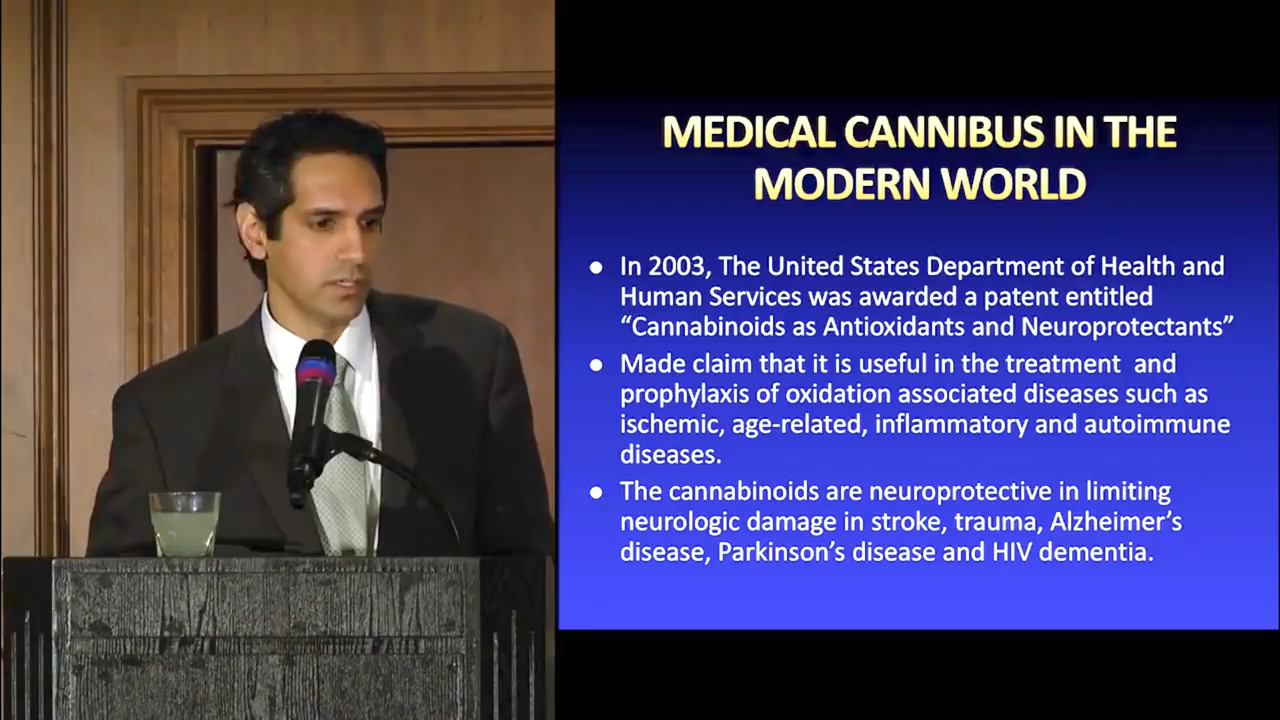 MEDICAL CANNIBUS IN THE
MODERN WORLD
● In 2003, The United States Department of Health and
Human Services was awarded a patent entitled
“Cannabinoids as Antioxidants and Neuroprotectants”
● Made claim that it is useful in the treatment  and
prophylaxis of oxidation associated diseases such as
ischemic, age-related, inflammatory and autoimmune
diseases.
● The cannabinoids are neuroprotective in limiting
neurologic damage in stroke, trauma, Alzheimer’s
disease, Parkinson’s disease and HIV dementia.